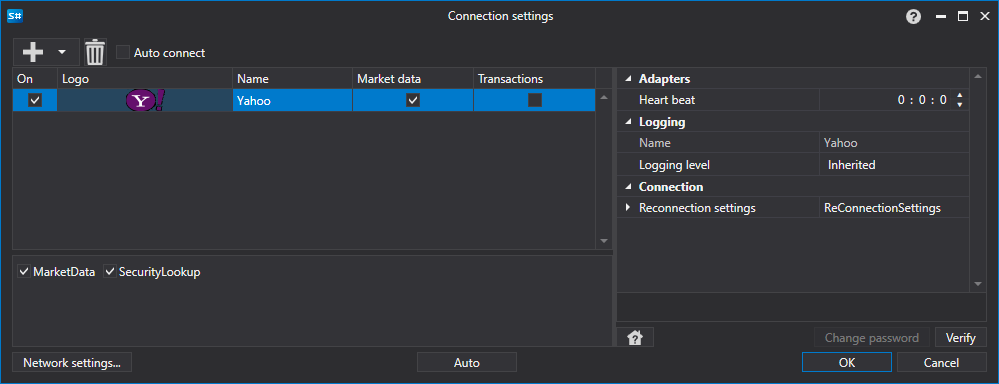 S# Connection settings ?
Auto connect
On Logo Name Market data Transactions
Y! Yahoo
MarketData SecurityLookup
Adapters
Heart beat 0 : 0 : 0
Logging
Name Yahoo
Logging level Inherited
Connection
Reconnection settings ReConnectionSettings
? Change password Verify
Network settings... Auto OK Cancel